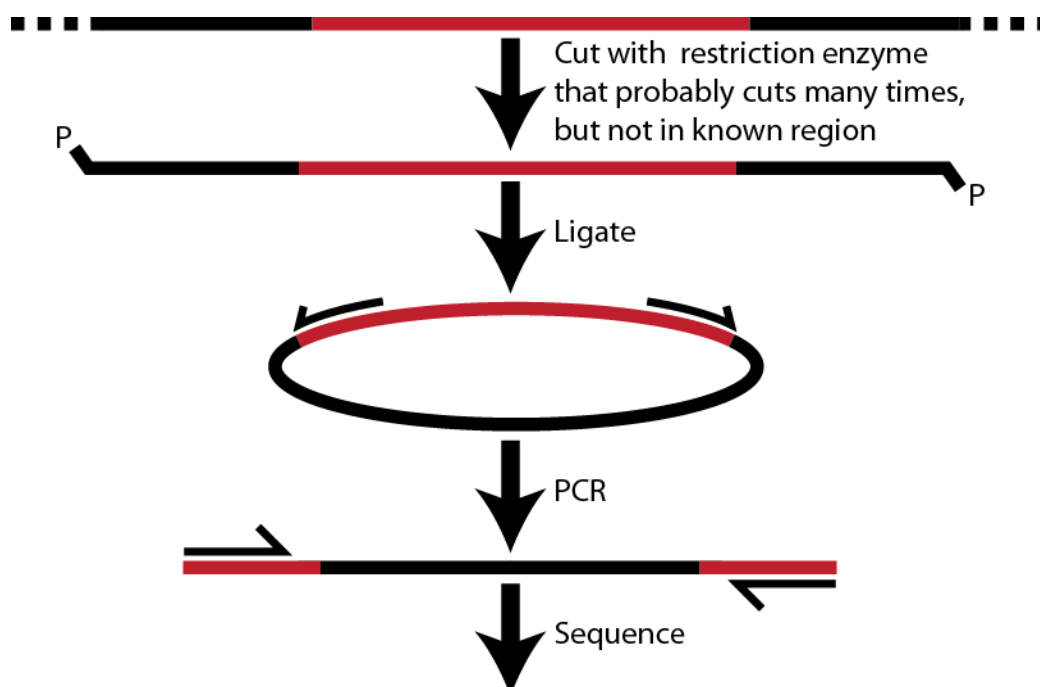 Cut with restriction enzyme
that probably cuts many times,
but not in known region
P
P
Ligate
PCR
Sequence